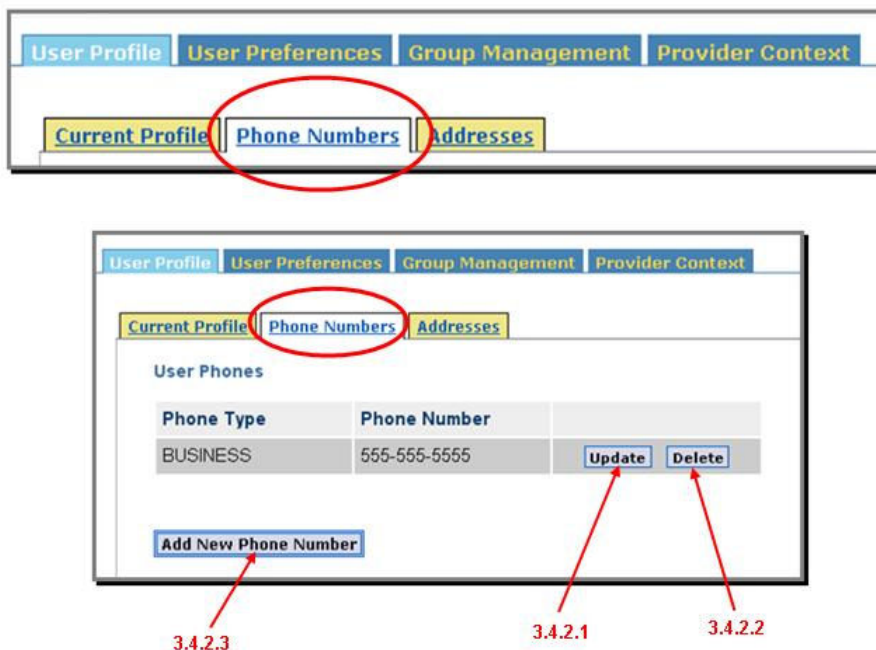 User Profile User Preferences Group Management Provider Context
Current Profile Phone Numbers Addresses
User Profile User Preferences Group Management Provider Context
Current Profile Phone Numbers Addresses
User Phones
Phone Type Phone Number
BUSINESS 555-555-5555 Update Delete
Add New Phone Number
3.4.2.3 3.4.2.1 3.4.2.2